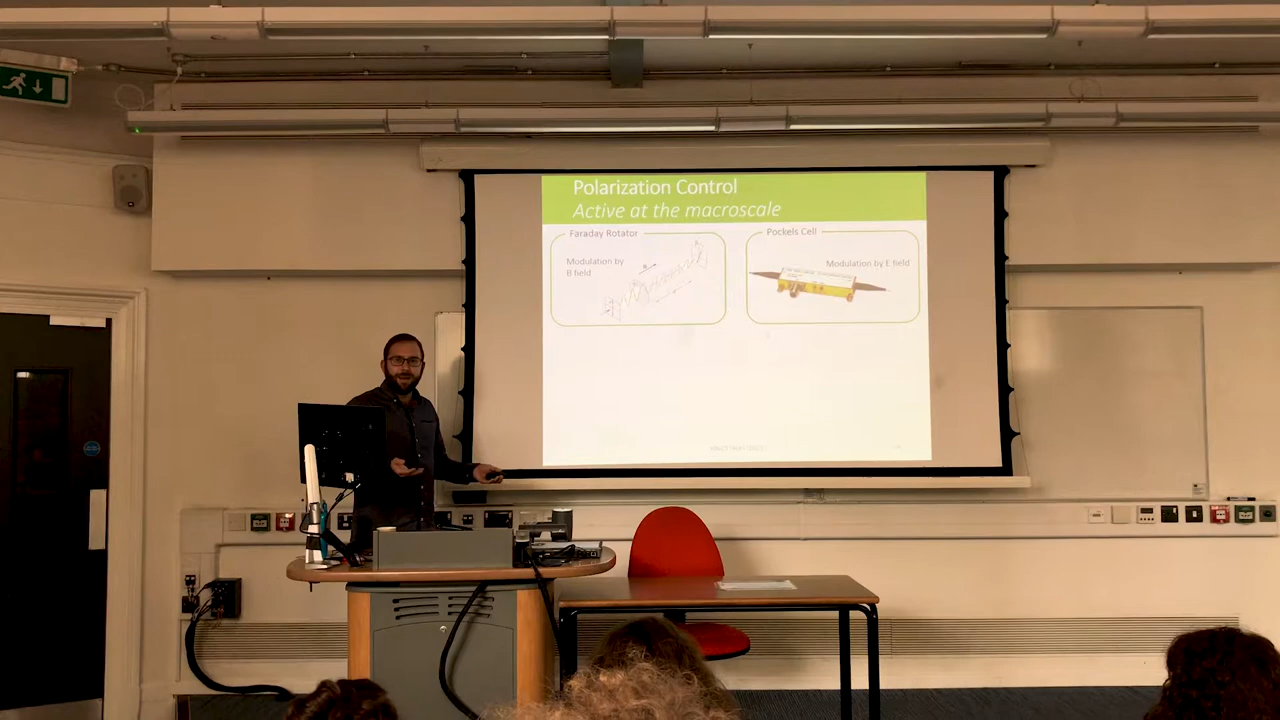 Polarization Control
Active at the macroscale
Faraday Rotator
Modulation by
B field
Pockels Cell
Modulation by E field